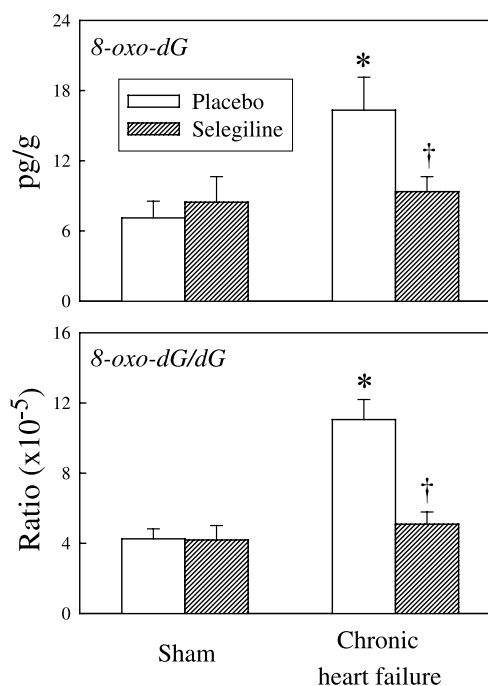 24
8-oxo-dG
18
Placebo
Selegiline
*
†
pg/g
12
6
0
16
8-oxo-dG/dG
12
*
†
Ratio (x10-5)
8
4
0
Sham
Chronic
heart failure